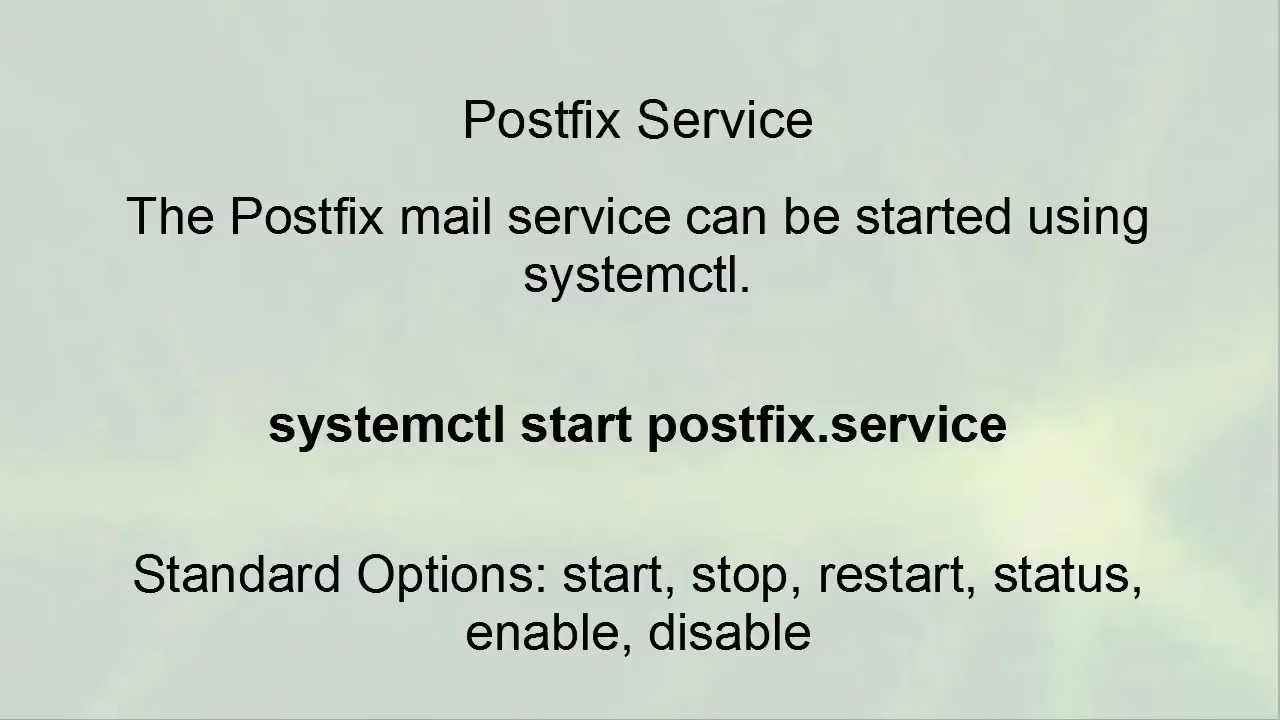 Postfix Service
The Postfix mail service can be started using
systemctl.
systemctl start postfix.service
Standard Options: start, stop, restart, status,
enable, disable